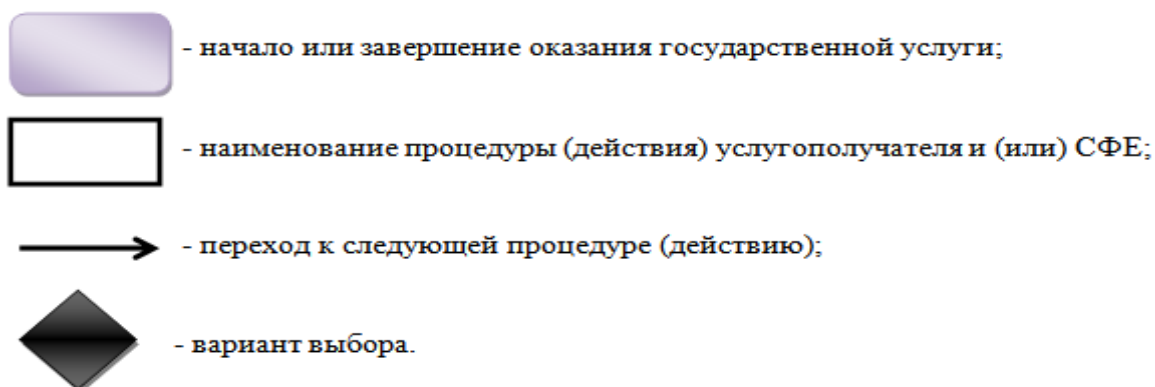 - начало или завершение оказания государственной услуги;
- наименование процедуры (действия) услугополучателя и (или) СФЕ;
- переход к следующей процедуре (действию);
- вариант выбора.